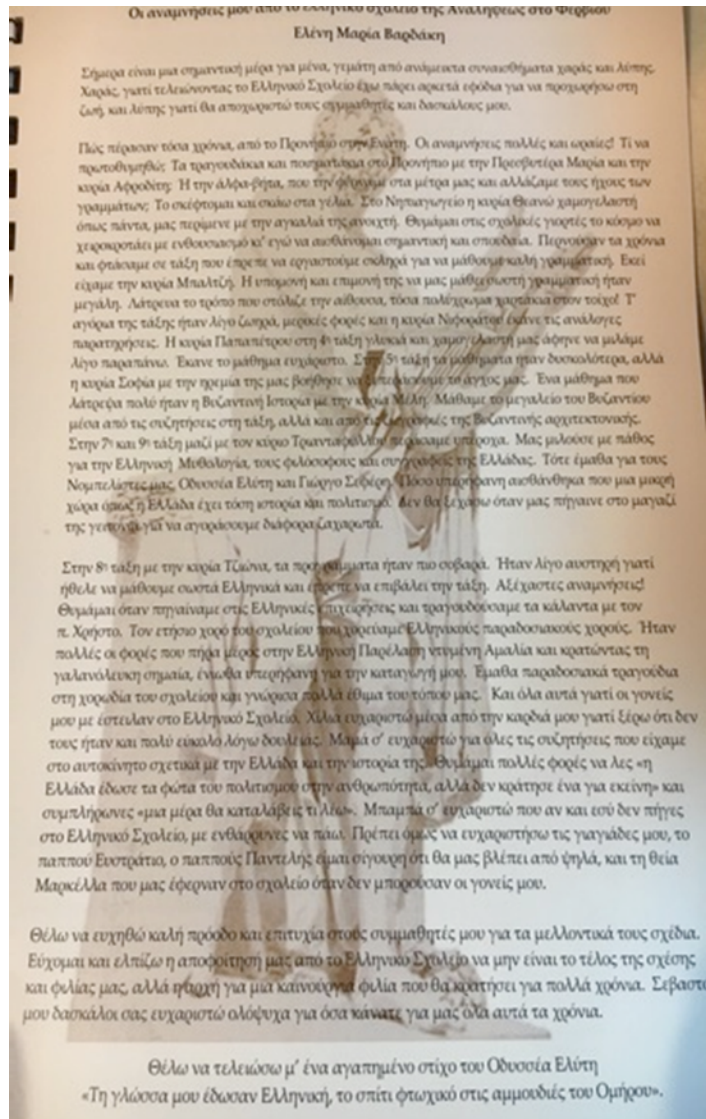 Οι αναμνήσεις μου από το ελληνικό σχολείο της Αναλήψεως στο Φερβιου
Ελένη Μαρία Βαρδάκη
Σήμερα είναι μια σημαντική μέρα για μένα, γεμάτη από ανάμεικτα συναισθήματα χαράς και λύπης.
Χαράς, γιατί τελειώνοντας το Ελληνικό Σχολείο έχω πάρει αρκετά εφόδια για να προχωρήσω στη
ζωή, και λύπης γιατί θα αποχωριστώ τους συμμαθητές και δασκάλους μου.
Πώς πέρασαν τόσα χρόνια, από το Προνήπιο στην Ενάτη. Οι αναμνήσεις πολλές και ωραίες! Τί να
πρωτοθυμηθώ; Τα τραγουδάκια και ποιηματάκια στο Προνήπιο με την Πρεσβυτέρα Μαρία και την
κυρία Αφροδίτη; Ή την άλφα-βήτα, που την φέρναμε στα μέτρα μας και αλλάζαμε τους ήχους των
γραμμάτων; Το σκέφτομαι και σκάω στα γέλια. Στο Νηπιαγωγείο η κυρία Θεανώ χαμογελαστή
όπως πάντα, μας περίμενε με την αγκαλιά της ανοιχτή. Θυμάμαι στις σχολικές γιορτές το κόσμο να
χειροκροτάει με ενθουσιασμό κι' εγώ να αισθάνομαι σημαντική και σπουδαία. Περνούσαν τα χρόνια
και φτάσαμε σε τάξη που έπρεπε να εργαστούμε σκληρά για να μάθουμε καλή γραμματική. Εκεί
είχαμε την κυρία Μπαλτζή. Η υπομονή και επιμονή της να μας μάθει σωστή γραμματική ήταν
μεγάλη. Λάτρευα το τρόπο που στόλιζε την αίθουσα, τόσα πολύχρωμα χαρτάκια στον τοίχο! Τ'
αγόρια της τάξης ήταν λίγο ζωηρά, μερικές φορές και η κυρία Νιφοράτου έκανε τις ανάλογες
παρατηρήσεις. Η κυρία Παπαπέτρου στη 4η τάξη γλυκιά και χαμογελαστή μας άφηνε να μιλάμε
λίγο παραπάνω. Έκανε το μάθημα ευχάριστο. Στην 5η τάξη τα μαθήματα ήταν δυσκολότερα, αλλά
η κυρία Σοφία με την ηρεμία της μας βοήθησε να ξεπεράσουμε το άγχος μας. Ένα μάθημα που
λάτρεψα πολύ ήταν η Βυζαντινή Ιστορία με την κυρία Μέλη. Μάθαμε το μεγαλείο του Βυζαντίου
μέσα από τις συζητήσεις στη τάξη, αλλά και από τις ζωγραφιές της Βυζαντινής αρχιτεκτονικής.
Στην 7η και 9η τάξη μαζί με τον κύριο Τριανταφύλλου περάσαμε υπέροχα. Μας μιλούσε με πάθος
για την Ελληνική Μυθολογία, τους φιλόσοφους και συγγραφείς της Ελλάδας. Τότε έμαθα για τους
Νομπελίστες μας, Οδυσσέα Ελύτη και Γιώργο Σεφέρη. Πόσο υπερήφανη αισθάνθηκα που μια μικρή
χώρα όπως η Ελλάδα έχει τόση ιστορία και πολιτισμό. Δεν θα ξεχάσω όταν μας πήγαινε στο μαγαζί
της γειτονιά για να αγοράσουμε διάφορα ζαχαρωτά.
Στην 8η τάξη με την κυρία Τζιώνα, τα πράγματα ήταν πιο σοβαρά. Ήταν λίγο αυστηρή γιατί
ήθελε να μάθουμε σωστά Ελληνικά και έπρεπε να επιβάλει την τάξη. Αξέχαστες αναμνήσεις!
Θυμάμαι όταν πηγαίναμε στις Ελληνικές επιχειρήσεις και τραγουδούσαμε τα κάλαντα με τον
π. Χρήστο. Τον ετήσιο χορό του σχολείου που χορεύαμε Ελληνικούς παραδοσιακούς χορούς. Ήταν
πολλές οι φορές που πήρα μέρος στην Ελληνική Παρέλαση ντυμένη Αμαλία και κρατώντας τη
γαλανόλευκη σημαία, ένιωθα υπερήφανη για την καταγωγή μου. Έμαθα παραδοσιακά τραγούδια
στη χορωδία του σχολείου και γνώρισα πολλά έθιμα του τόπου μας. Και όλα αυτά γιατί οι γονείς
μου με έστειλαν στο Ελληνικό Σχολείο. Χίλια ευχαριστώ μέσα από την καρδιά μου γιατί ξέρω ότι δεν
τους ήταν και πολύ εύκολο λόγω δουλειάς. Μαμά σ' ευχαριστώ για όλες τις συζητήσεις που είχαμε
στο αυτοκίνητο σχετικά με την Ελλάδα και την ιστορία της. Θυμάμαι πολλές φορές να λες «η
Ελλάδα έδωσε τα φώτα του πολιτισμού στην ανθρωπότητα, αλλά δεν κράτησε ένα για εκείνη» και
συμπλήρωνες «μια μέρα θα καταλάβεις τι λέω». Μπαμπά σ' ευχαριστώ που αν και εσύ δεν πήγες
στο Ελληνικό Σχολείο, με ενθάρρυνες να πάω. Πρέπει όμως να ευχαριστήσω τις γιαγιάδες μου, το
παππού Ευστράτιο, ο παππούς Παντελής είμαι σίγουρη ότι θα μας βλέπει από ψηλά, και τη θεία
Μαρκέλλα που μας έφερναν στο σχολείο όταν δεν μπορούσαν οι γονείς μου.
Θέλω να ευχηθώ καλή πρόοδο και επιτυχία στους συμμαθητές μου για τα μελλοντικά τους σχέδια.
Εύχομαι και ελπίζω η αποφοίτησή μας από το Ελληνικό Σχολείο να μην είναι το τέλος της σχέσης
και φιλίας μας, αλλά η αρχή για μία καινούργια φιλία που θα κρατήσει για πολλά χρόνια. Σεβαστοί
μου δασκάλοι σας ευχαριστώ ολόψυχα για όσα κάνατε για μας όλα αυτά τα χρόνια.
Θέλω να τελειώσω μ' ένα αγαπημένο στίχο του Οδυσσέα Ελύτη
«Τη γλώσσα μου έδωσαν Ελληνική, το σπίτι φτωχικό στις αμμουδιές του Ομήρου».